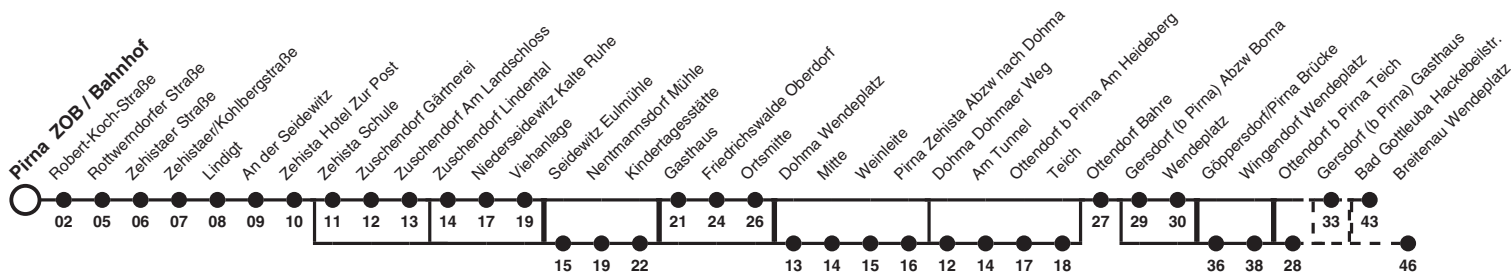 Pirna ZOB / Bahnhof
Robert-Koch-Straße
Rottwerndorfer Straße
Zehistaer Straße
Zehistaer/Kohlbergstraße
Lindigt
An der Seidewitz
Zehista Hotel Zur Post
Zehista Schule
Zuschendorf Gärtnerei
Zuschendorf Am Landschloss
Zuschendorf Lindental
Niederseidewitz Kalte Ruhe
Viehanlage
Seidewitz Eulmühle
Nentmannsdorf Mühle
Kindertagesstätte
Gasthaus
Friedrichswalde Oberdorf
Ortsmitte
Dohma Wendeplatz
Mitte
Weinleite
Pirna Zehista Abzw nach Dohma
Dohma Dohmaer Weg
Am Tunnel
Ottendorf b Pirna Am Heideberg
Teich
Ottendorf Bahre
Gersdorf (b Pirna) Abzw Borna
Wendeplatz
Göppersdorf/Pirna Brücke
Wingendorf Wendeplatz
Ottendorf b Pirna Teich
Gersdorf (b Pirna) Gasthaus
Bad Gottleuba Hackebeilstr.
Breitenau Wendeplatz
02 05 06 07 08 09 10 11 12 13 14 17 19 21 24 26 27 29 30 33 43
15 19 22 13 14 15 16 12 14 17 18 36 38 28 46